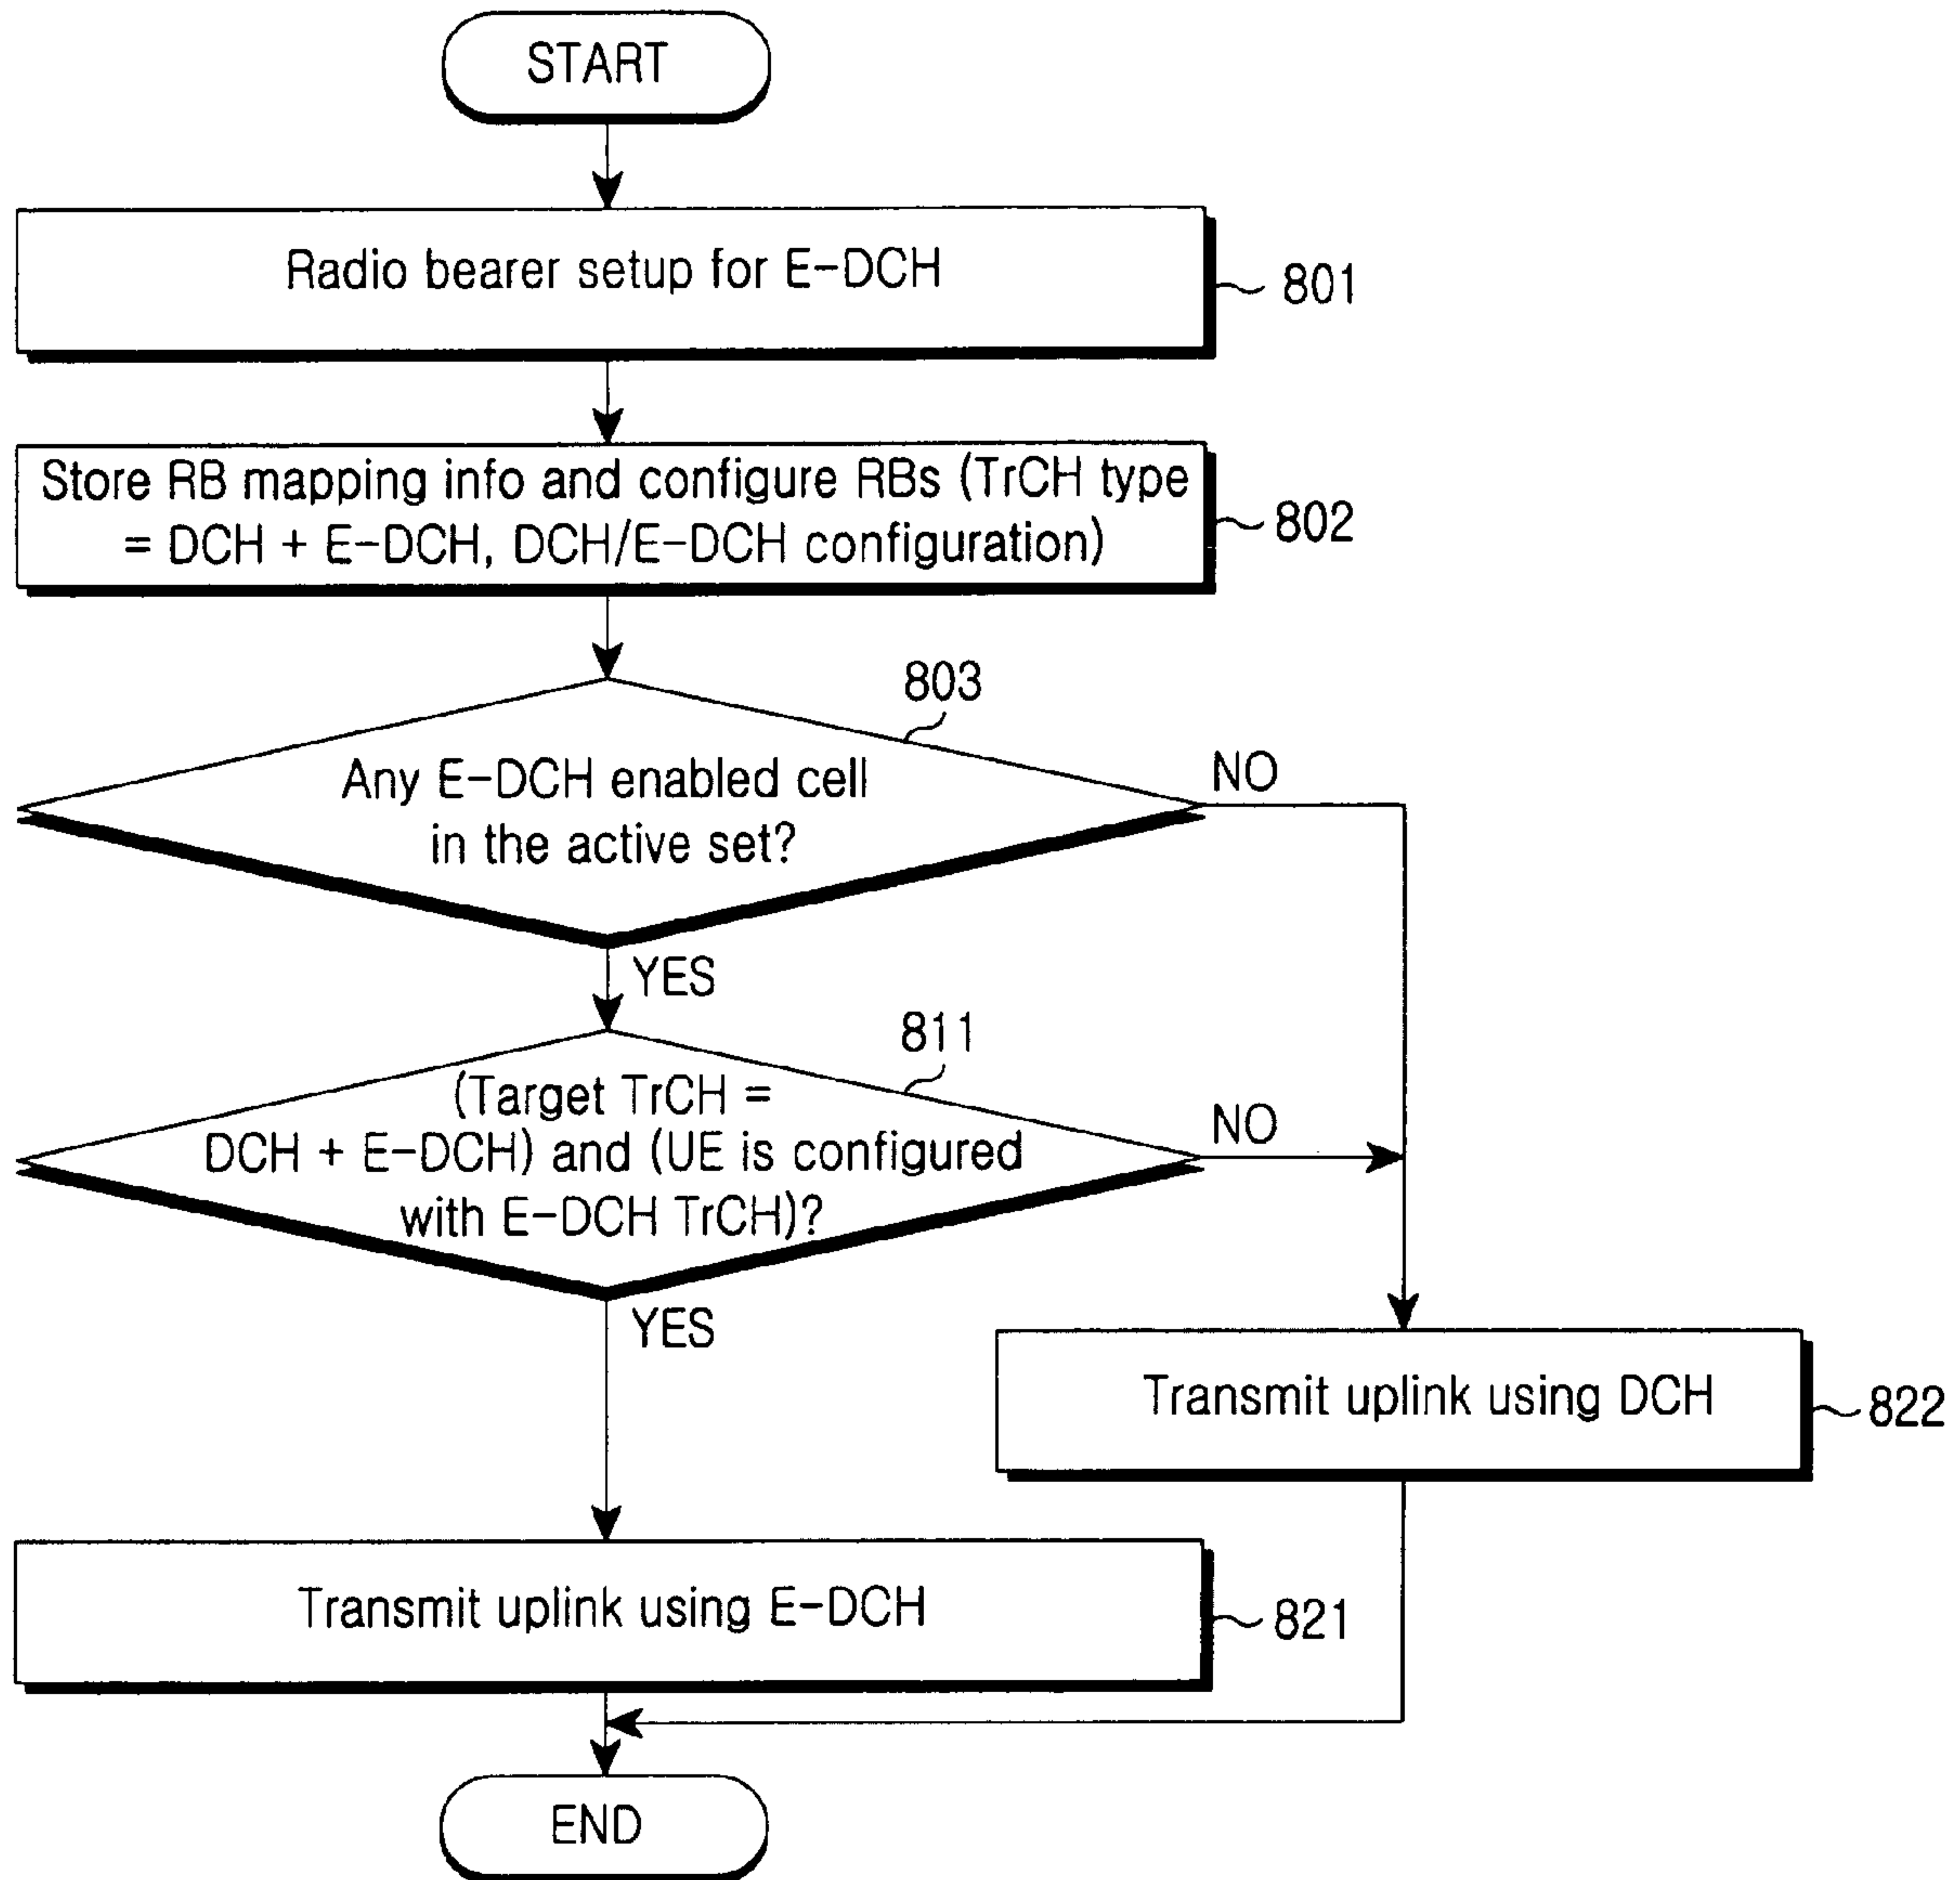 START
Radio bearer setup for E-DCH
801
Store RB mapping info and configure RBs (TrCH type
= DCH + E-DCH, DCH/E-DCH configuration)
802
803
Any E-DCH enabled cell
in the active set?
NO
YES
811
(Target TrCH =
DCH + E-DCH) and (UE is configured
with E-DCH TrCH)?
NO
YES
Transmit uplink using DCH
822
Transmit uplink using E-DCH
821
END